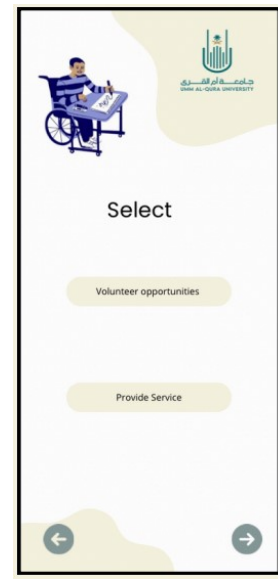 جامعة أم القرى
UMM AL-QURA UNIVERSITY
Select
Volunteer opportunities
Provide Service